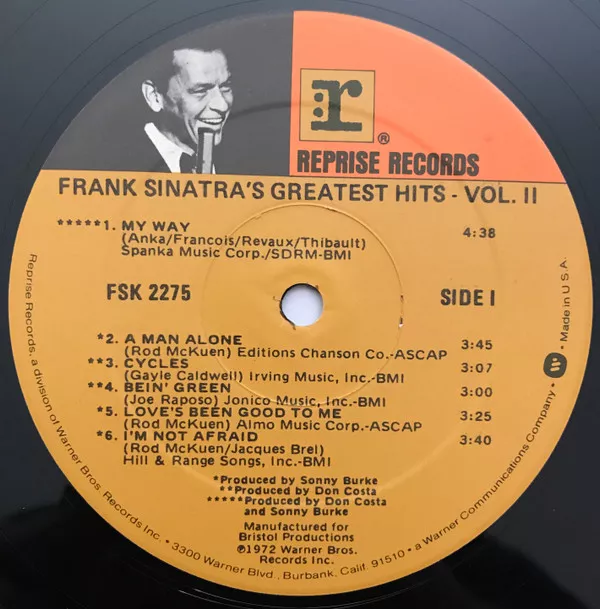 r
®
REPRISE RECORDS
FRANK SINATRA'S GREATEST HITS - VOL. II
*****1. MY WAY 4:38
(Anka/Francois/Revaux/Thibault)
Spanka Music Corp./SDRM-BMI
FSK 2275 SIDE I
*2. A MAN ALONE 3:45
(Rod McKuen) Editions Chanson Co.-ASCAP
**3. CYCLES 3:07
(Gayle Caldwell) Irving Music, Inc.-BMI
**4. BEIN' GREEN 3:00
(Joe Raposo) Jonico Music, Inc.-BMI
*5. LOVE'S BEEN GOOD TO ME 3:25
(Rod McKuen) Almo Music Corp.-ASCAP
*6. I'M NOT AFRAID 3:40
(Rod McKuen/Jacques Brel)
Hill & Range Songs, Inc.-BMI
*Produced by Sonny Burke
**Produced by Don Costa
*****Produced by Don Costa
and Sonny Burke
Manufactured for
Bristol Productions
℗1972 Warner Bros.
Records Inc.
Reprise Records, a division of Warner Bros. Records Inc. • 3300 Warner Blvd., Burbank, Calif. 91510 • a Warner Communications Company • W • Made in U.S.A.